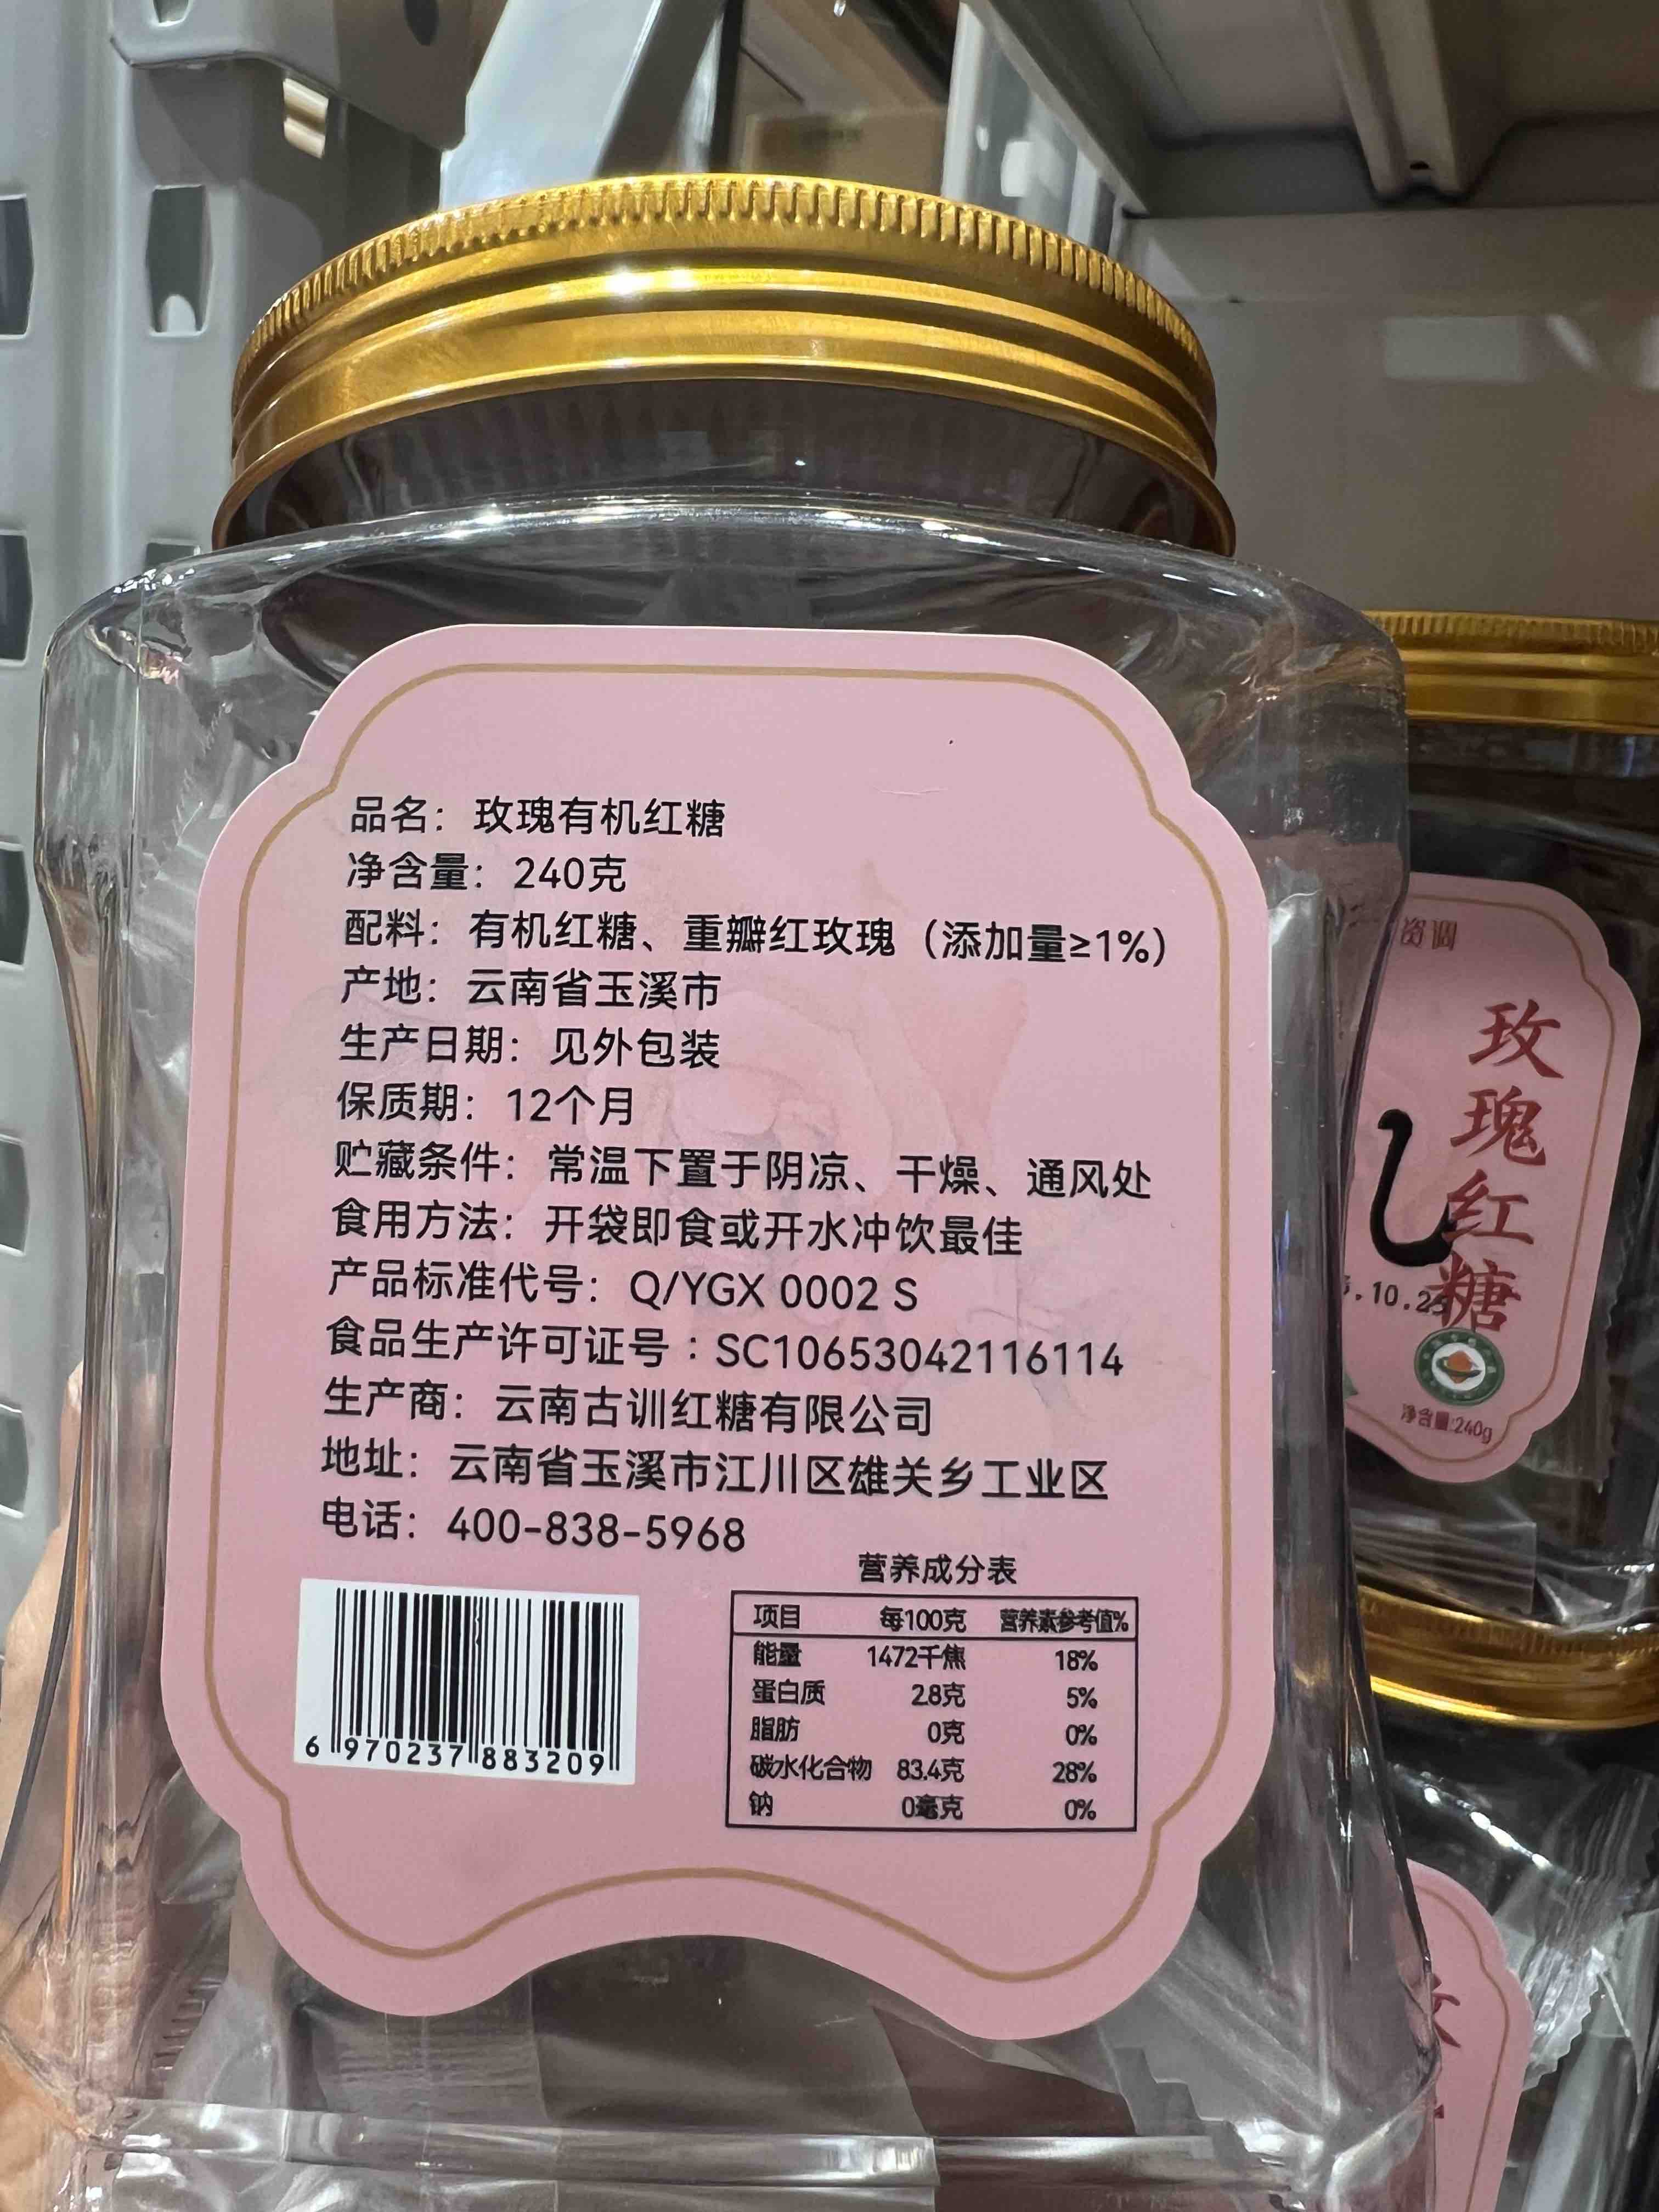 品名：玫瑰有机红糖
净含量：240克
配料：有机红糖、重瓣红玫瑰（添加量≥1%）
产地：云南省玉溪市
生产日期：见外包装
保质期：12个月
贮藏条件：常温下置于阴凉、干燥、通风处
食用方法：开袋即食或开水冲饮最佳
产品标准代号：Q/YGX 0002 S
食品生产许可证号：SC10653042116114
生产商：云南古训红糖有限公司
地址：云南省玉溪市江川区雄关乡工业区
电话：400-838-5968
6 970237 883209
营养成分表
项目 每100克 营养素参考值%
能量 1472千焦 18%
蛋白质 2.8克 5%
脂肪 0克 0%
碳水化合物 83.4克 28%
钠 0毫克 0%
资调
玫瑰红糖
.10.25
净含量:240g